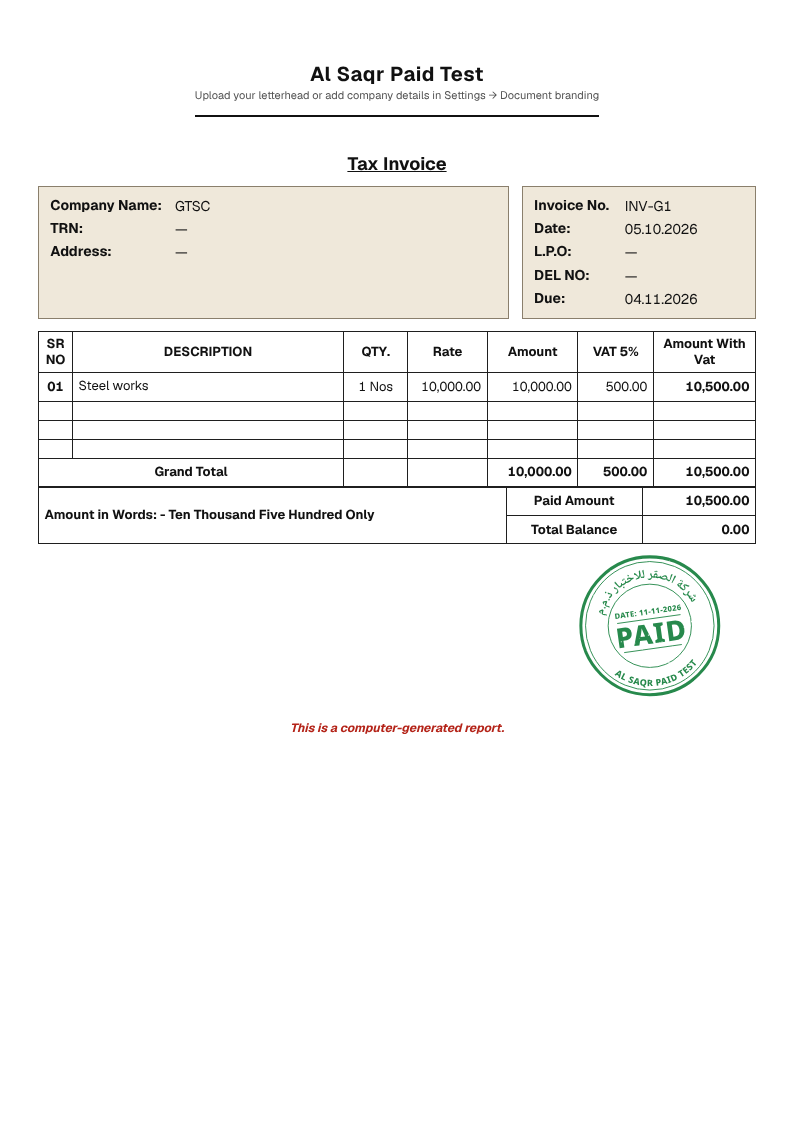 Al Saqr Paid Test
Upload your letterhead or add company details in Settings → Document branding
Tax Invoice
Company Name: GTSC
TRN: —
Address: —
Invoice No. INV-G1
Date: 05.10.2026
L.P.O: —
DEL NO: —
Due: 04.11.2026
SR NO DESCRIPTION QTY. Rate Amount VAT 5% Amount With Vat
01 Steel works 1 Nos 10,000.00 10,000.00 500.00 10,500.00
Grand Total 10,000.00 500.00 10,500.00
Amount in Words: - Ten Thousand Five Hundred Only
Paid Amount 10,500.00
Total Balance 0.00
شركة الصقر للاختبار ذ.م.م
DATE: 11-11-2026
PAID
AL SAQR PAID TEST
This is a computer-generated report.